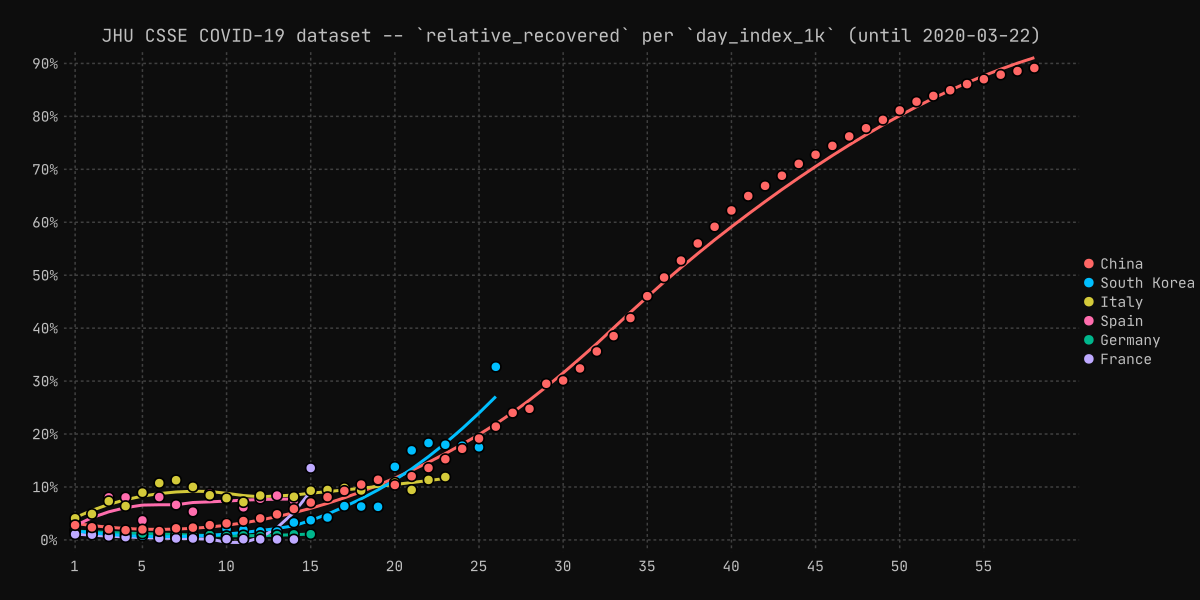 JHU CSSE COVID-19 dataset -- `relative_recovered` per `day_index_1k` (until 2020-03-22)
90%
80%
70%
60%
50%
40%
30%
20%
10%
0%
1 5 10 15 20 25 30 35 40 45 50 55
China
South Korea
Italy
Spain
Germany
France